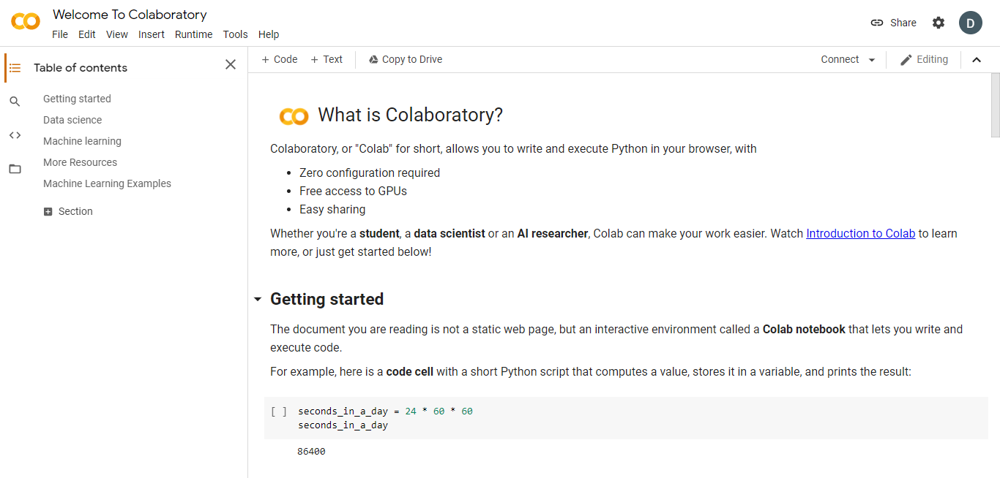 Welcome To Colaboratory
File Edit View Insert Runtime Tools Help
Share
D
Table of contents
Getting started
Data science
Machine learning
More Resources
Machine Learning Examples
Section
+ Code + Text Copy to Drive
Connect Editing
What is Colaboratory?
Colaboratory, or "Colab" for short, allows you to write and execute Python in your browser, with
• Zero configuration required
• Free access to GPUs
• Easy sharing
Whether you're a student, a data scientist or an AI researcher, Colab can make your work easier. Watch Introduction to Colab to learn
more, or just get started below!
Getting started
The document you are reading is not a static web page, but an interactive environment called a Colab notebook that lets you write and
execute code.
For example, here is a code cell with a short Python script that computes a value, stores it in a variable, and prints the result:
[ ] seconds_in_a_day = 24 * 60 * 60
seconds_in_a_day
86400